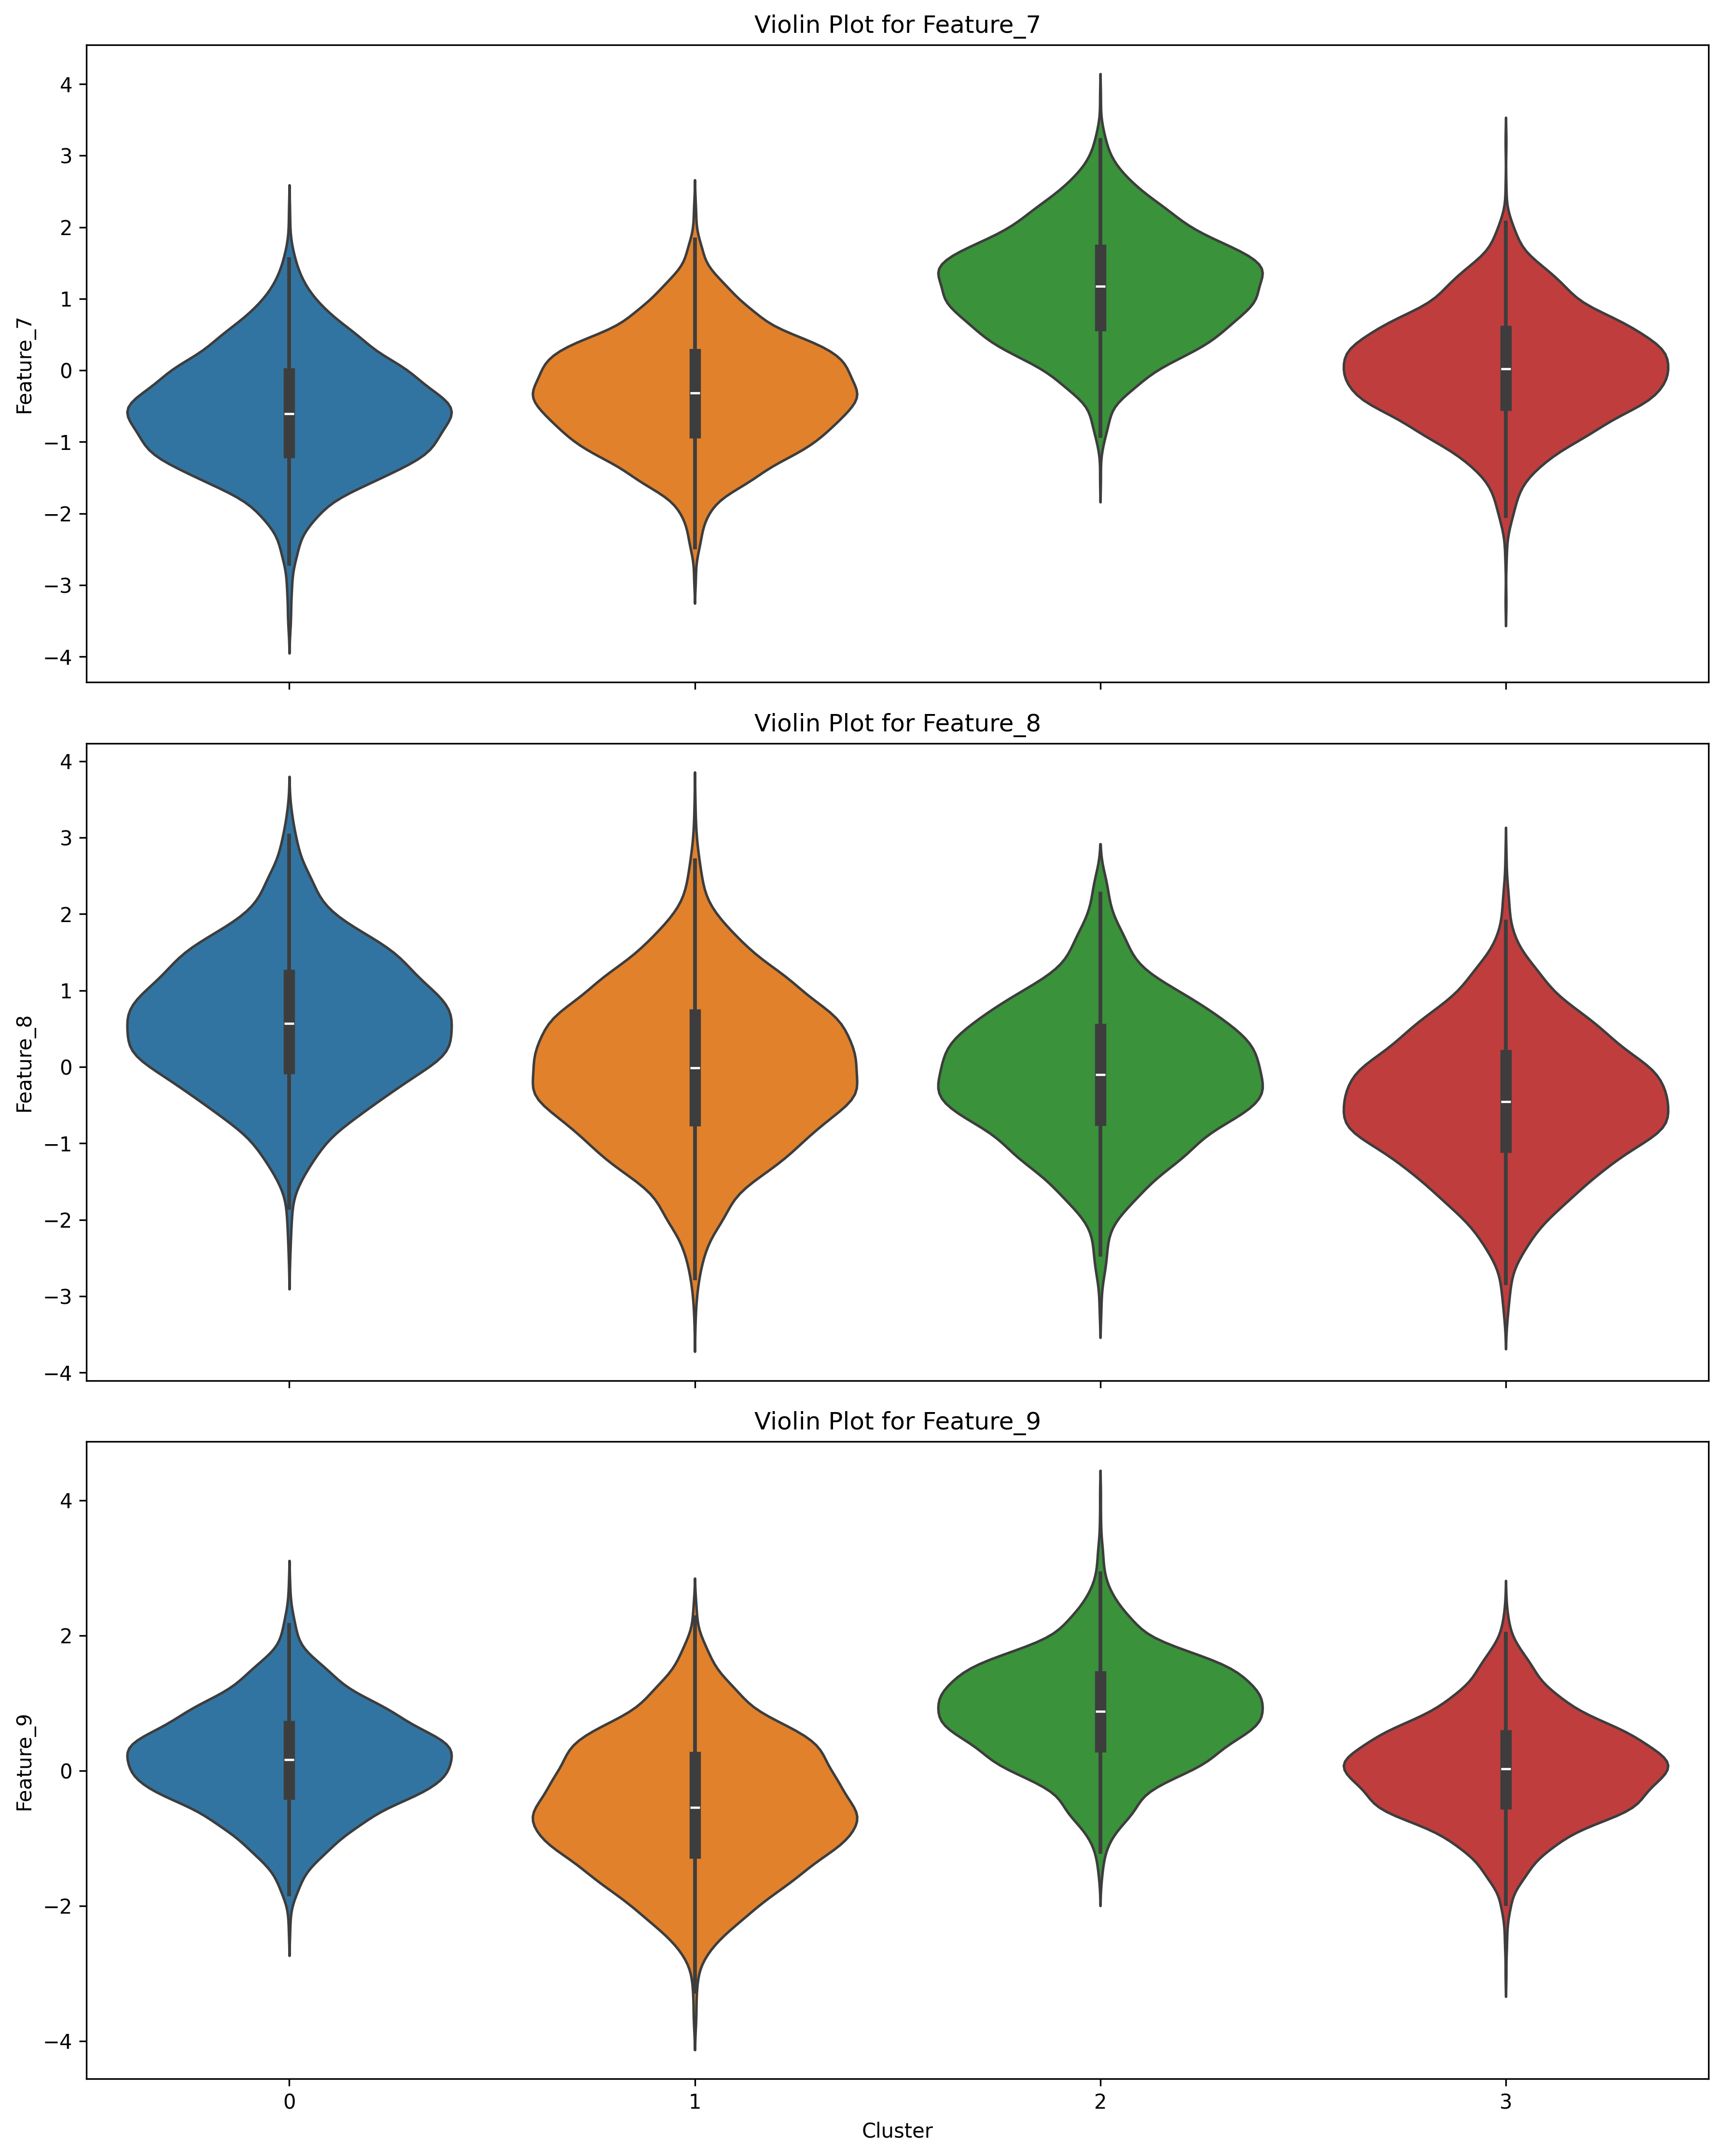 Violin Plot for Feature_7
4
3
2
1
0
−1
−2
−3
−4
Feature_7
Violin Plot for Feature_8
4
3
2
1
0
−1
−2
−3
−4
Feature_8
Violin Plot for Feature_9
4
2
0
−2
−4
Feature_9
0 1 2 3
Cluster